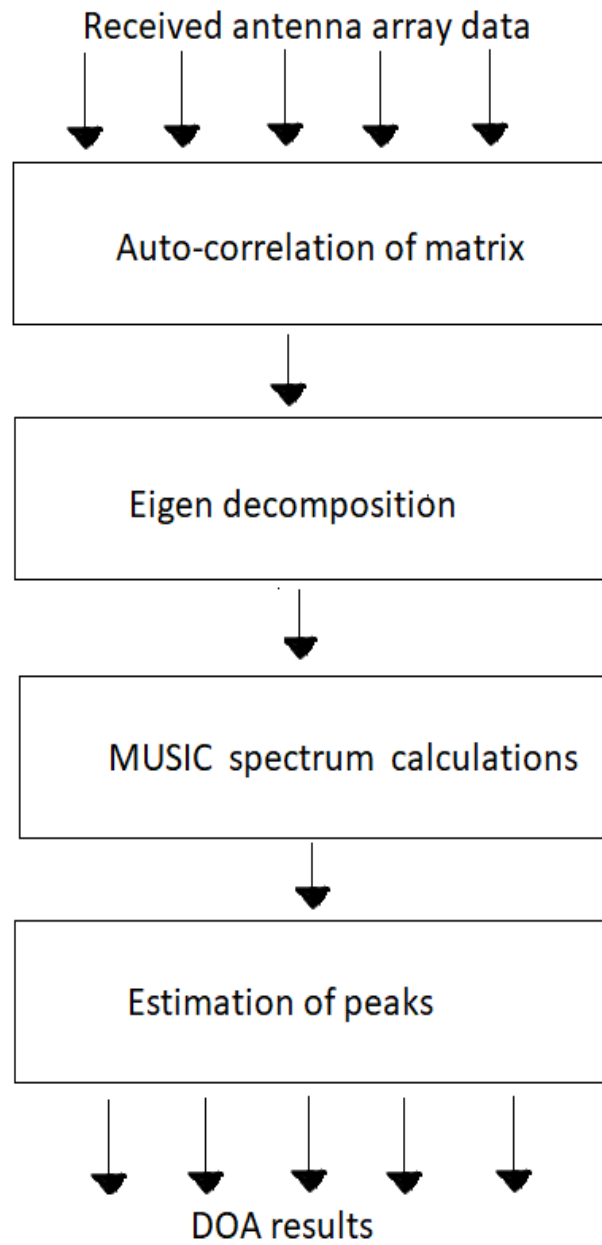 Received antenna array data
Auto-correlation of matrix
Eigen decomposition
MUSIC spectrum calculations
Estimation of peaks
DOA results